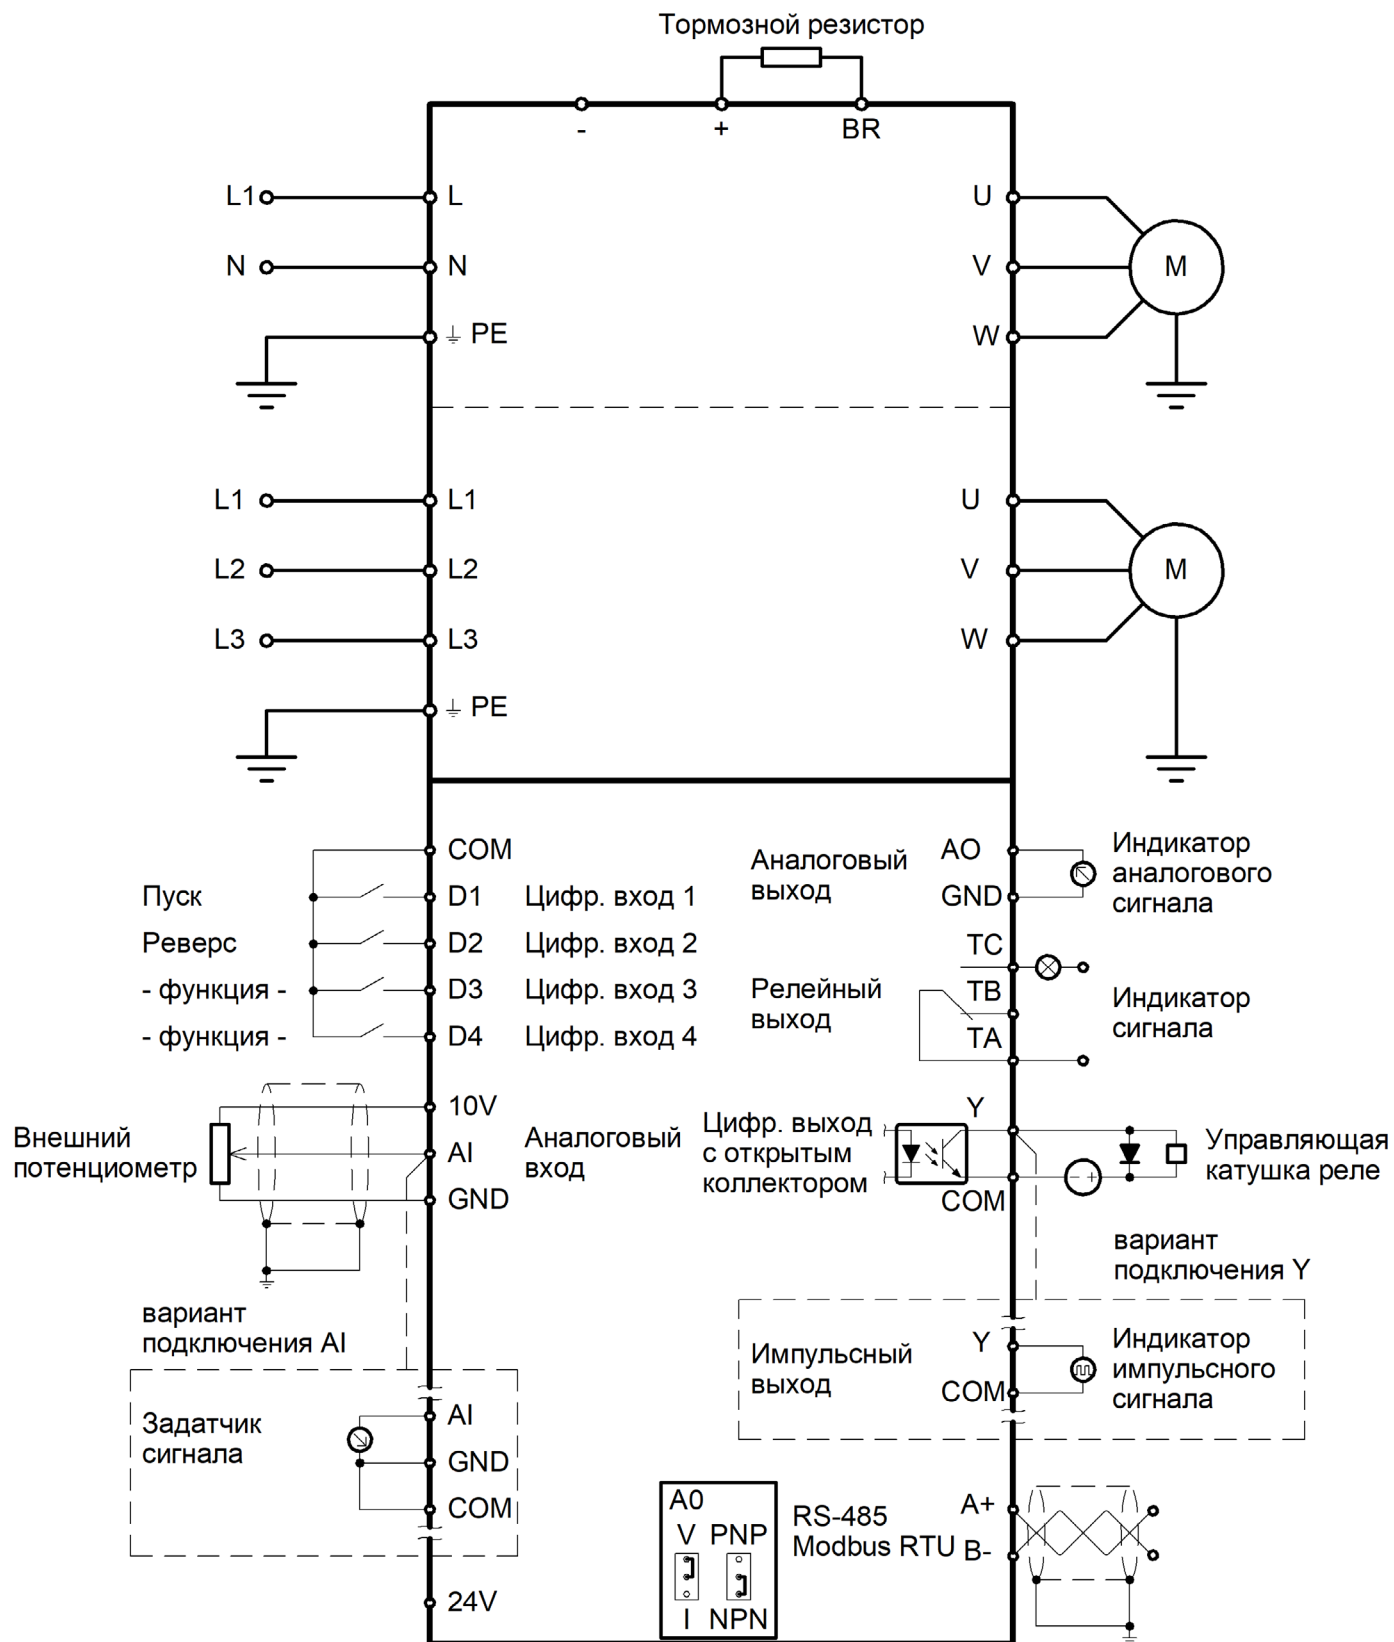 Тормозной резистор
- + BR
L1 L U
N N V M
PE W
L1 L1 U
L2 L2 V M
L3 L3 W
PE
COM
Пуск D1 Цифр. вход 1
Реверс D2 Цифр. вход 2
- функция - D3 Цифр. вход 3
- функция - D4 Цифр. вход 4
Аналоговый
выход
AO
GND
Индикатор
аналогового
сигнала
Релейный
выход
TC
TB
TA
Индикатор
сигнала
Внешний
потенциометр
10V
AI
GND
Аналоговый
вход
Цифр. выход
с открытым
коллектором
Y
COM
- +
Управляющая
катушка реле
вариант
подключения AI
Задатчик
сигнала
AI
GND
COM
24V
вариант
подключения Y
Импульсный
выход
Y
COM
Индикатор
импульсного
сигнала
A0
V PNP
I NPN
RS-485
Modbus RTU
A+
B-